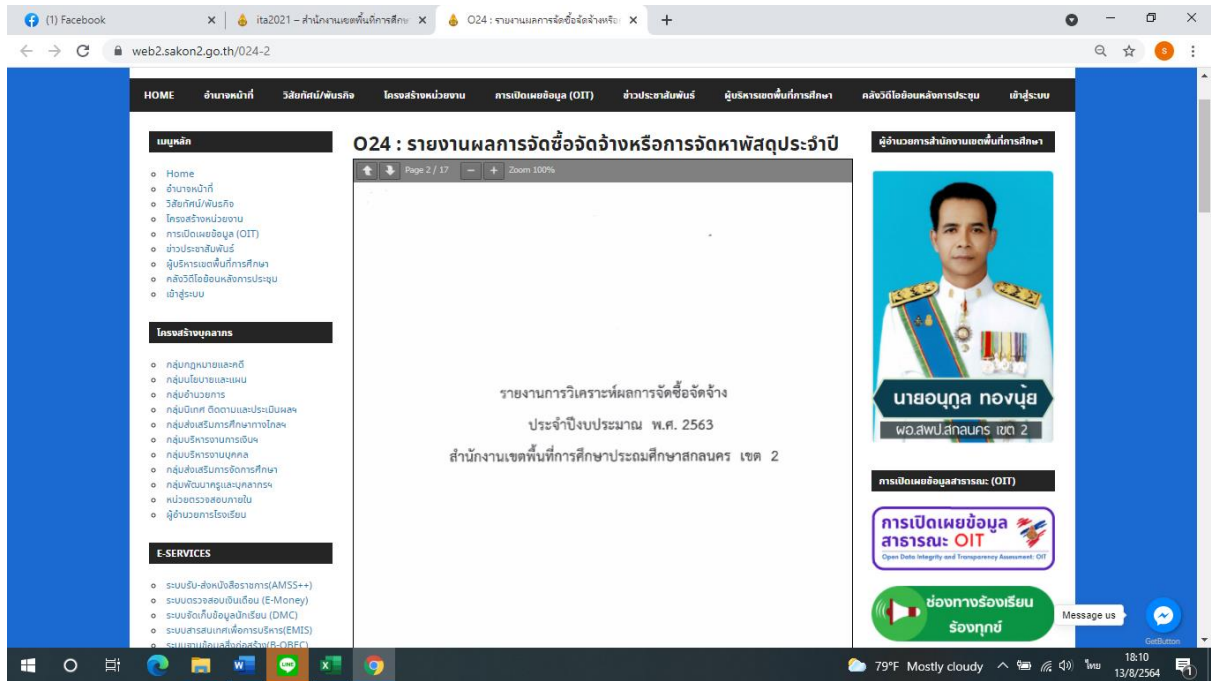 (1) Facebook
ita2021 – สำนักงานเขตพื้นที่การศึกษ
O24 : รายงานผลการจัดซื้อจัดจ้างหรือ
web2.sakon2.go.th/024-2
HOME อำนาจหน้าที่ วิสัยทัศน์/พันธกิจ โครงสร้างหน่วยงาน การเปิดเผยข้อมูล (OIT) ข่าวประชาสัมพันธ์ ผู้บริหารเขตพื้นที่การศึกษา คลังวิดีโอย้อนหลังการประชุม เข้าสู่ระบบ
เมนูหลัก
Home
อำนาจหน้าที่
วิสัยทัศน์/พันธกิจ
โครงสร้างหน่วยงาน
การเปิดเผยข้อมูล (OIT)
ข่าวประชาสัมพันธ์
ผู้บริหารเขตพื้นที่การศึกษา
คลังวิดีโอย้อนหลังการประชุม
เข้าสู่ระบบ
โครงสร้างบุคลากร
กลุ่มกฎหมายและคดี
กลุ่มนโยบายและแผน
กลุ่มอำนวยการ
กลุ่มนิเทศ ติดตามและประเมินผลฯ
กลุ่มส่งเสริมการศึกษาทางไกลฯ
กลุ่มบริหารงานการเงินฯ
กลุ่มบริหารงานบุคคล
กลุ่มส่งเสริมการจัดการศึกษา
กลุ่มพัฒนาครูและบุคลากรฯ
หน่วยตรวจสอบภายใน
ผู้อำนวยการโรงเรียน
E-SERVICES
ระบบรับ-ส่งหนังสือราชการ(AMSS++)
ระบบตรวจสอบเงินเดือน (E-Money)
ระบบจัดเก็บข้อมูลนักเรียน (DMC)
ระบบสารสนเทศเพื่อการบริหาร(EMIS)
ระบบงานข้อมูลสิ่งก่อสร้าง(B-OBEC)
O24 : รายงานผลการจัดซื้อจัดจ้างหรือการจัดหาพัสดุประจำปี
Page 2 / 17 Zoom 100%
รายงานการวิเคราะห์ผลการจัดซื้อจัดจ้าง
ประจำปีงบประมาณ พ.ศ. 2563
สำนักงานเขตพื้นที่การศึกษาประถมศึกษาสกลนคร เขต 2
ผู้อำนวยการสำนักงานเขตพื้นที่การศึกษา
นายอนุกูล ทองนุ้ย
ผอ.สพป.สกลนคร เขต 2
การเปิดเผยข้อมูลสาธารณะ (OIT)
การเปิดเผยข้อมูล
สาธารณะ OIT
Open Data Integrity and Transparency Assessment: OIT
ช่องทางร้องเรียน
ร้องทุกข์
Message us
GetButton
79°F Mostly cloudy
ไทย
18:10
13/8/2564